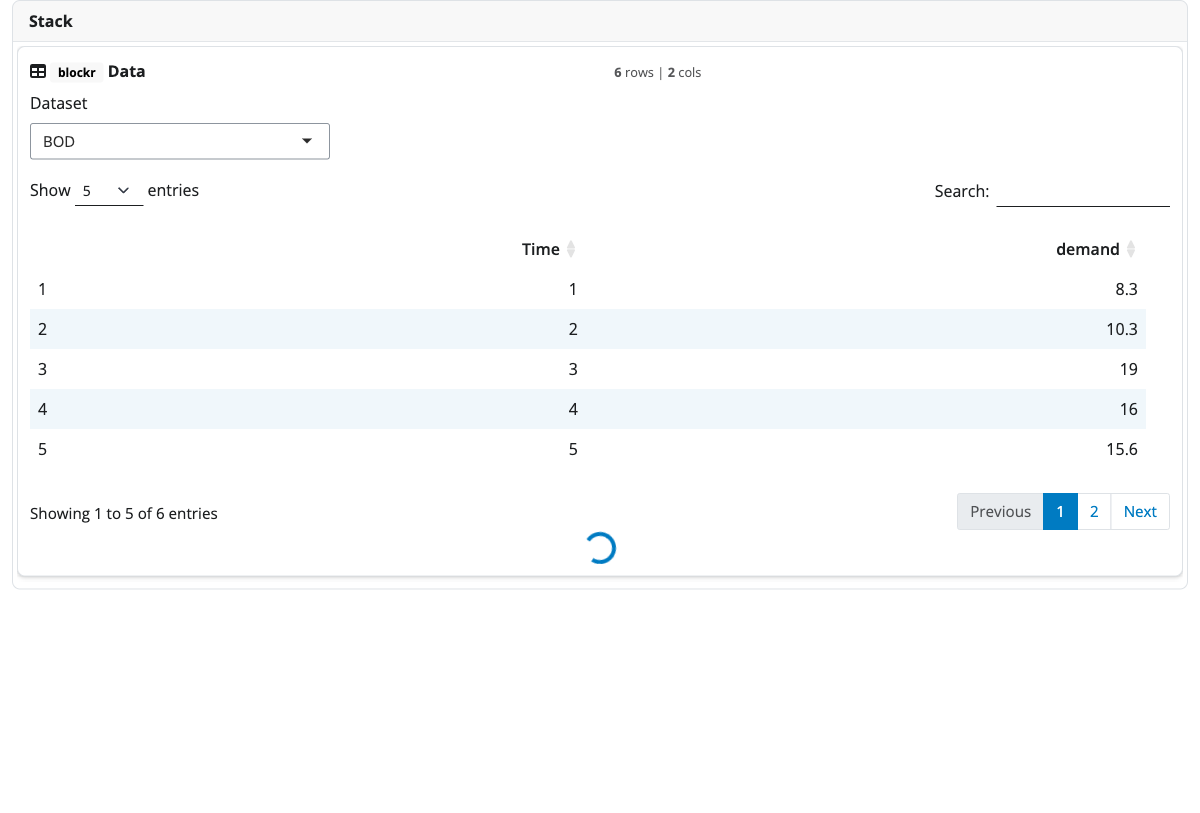 Stack
blockr Data 6 rows | 2 cols
Dataset
BOD
Show 5 entries Search:
Time demand
1 1 8.3
2 2 10.3
3 3 19
4 4 16
5 5 15.6
Showing 1 to 5 of 6 entries Previous 1 2 Next